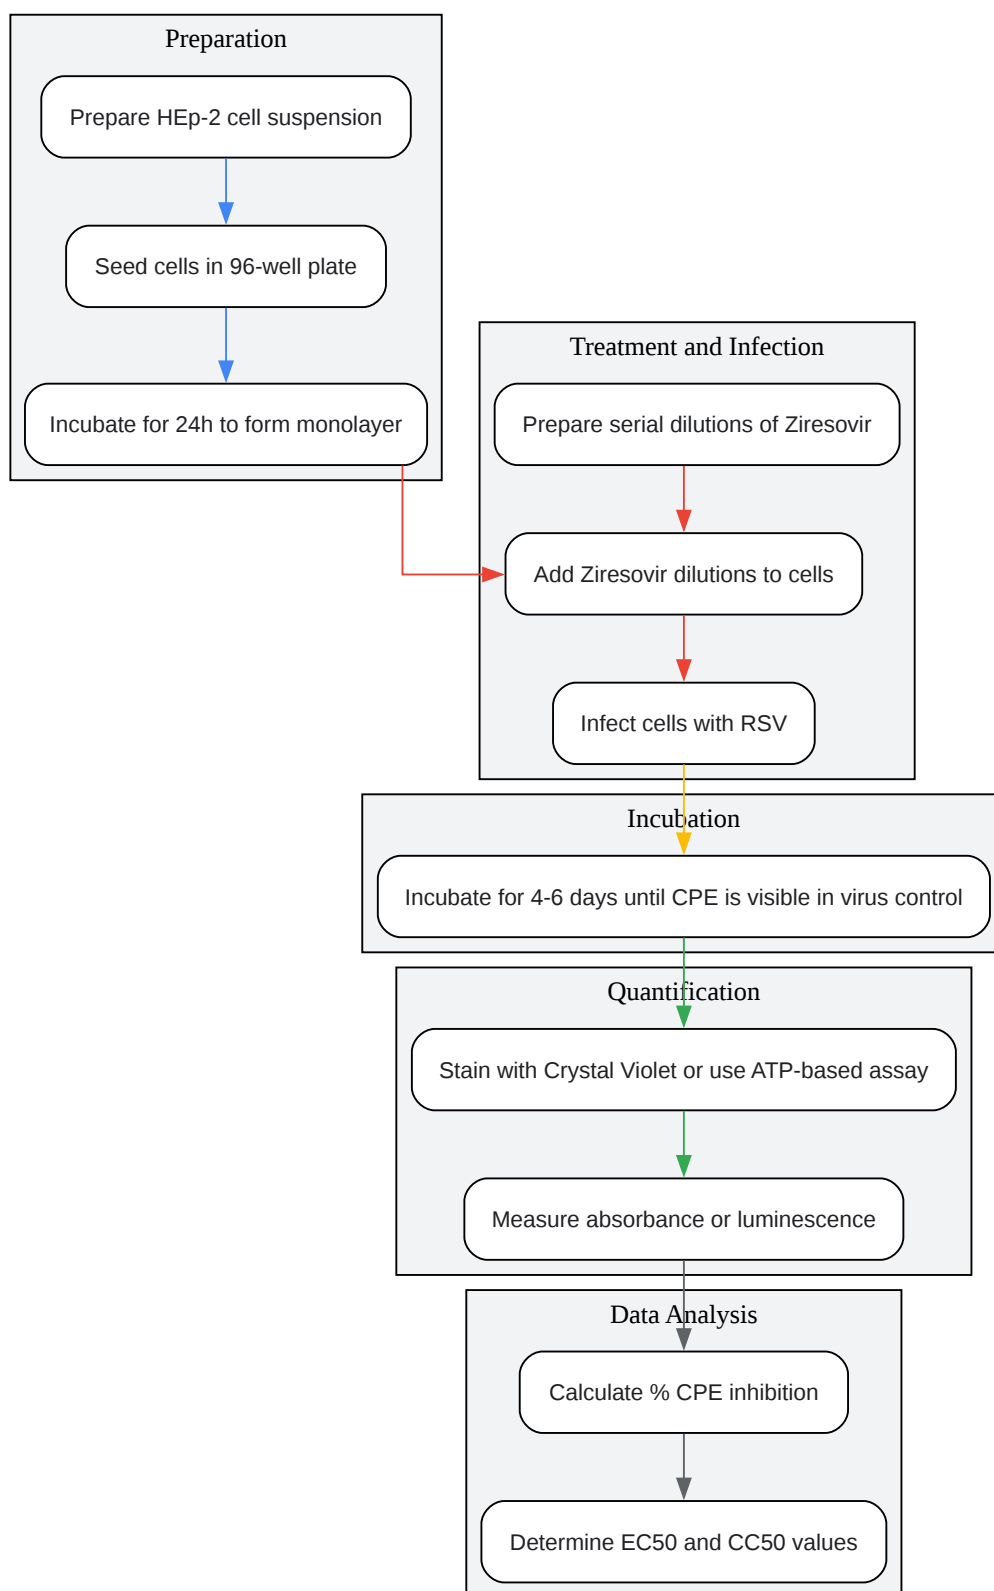 Preparation
Prepare HEp-2 cell suspension
Seed cells in 96-well plate
Incubate for 24h to form monolayer
Treatment and Infection
Prepare serial dilutions of Ziresovir
Add Ziresovir dilutions to cells
Infect cells with RSV
Incubation
Incubate for 4-6 days until CPE is visible in virus control
Quantification
Stain with Crystal Violet or use ATP-based assay
Measure absorbance or luminescence
Data Analysis
Calculate % CPE inhibition
Determine EC50 and CC50 values